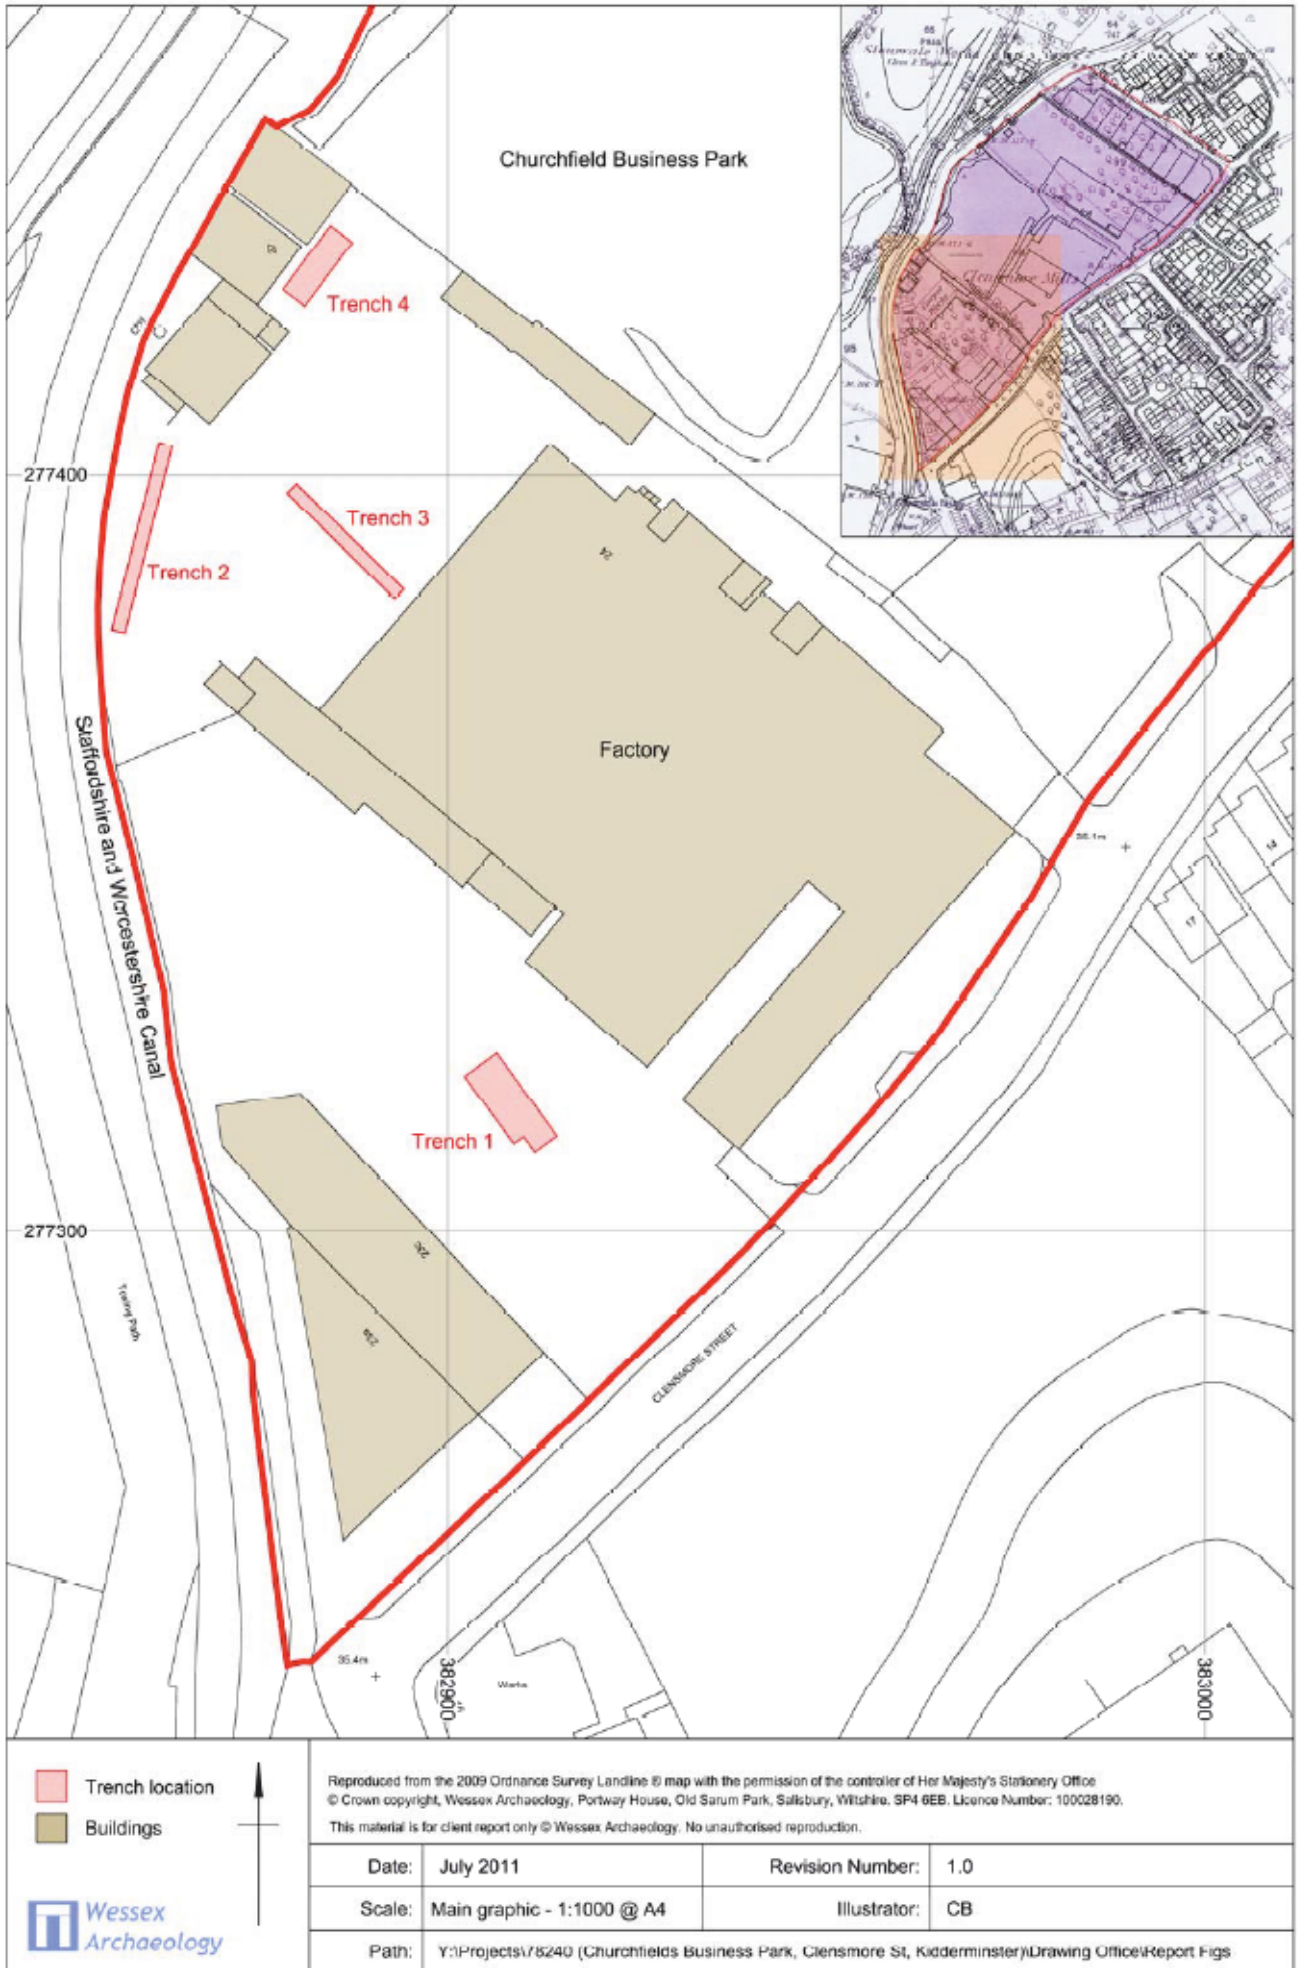 Churchfield Business Park
Trench 4
277400
Trench 3
Trench 2
24
Factory
Staffordshire and Worcestershire Canal
Trench 1
277300
23C
23a
Towing Path
CLENSMORE STREET
35.4m
Works
382900
383000
Trench location
Buildings
Wessex
Archaeology
Reproduced from the 2009 Ordnance Survey Landline ® map with the permission of the controller of Her Majesty's Stationery Office
© Crown copyright, Wessex Archaeology, Portway House, Old Sarum Park, Salisbury, Wiltshire. SP4 6EB. Licence Number: 100028190.
This material is for client report only © Wessex Archaeology. No unauthorised reproduction.
Date: July 2011 Revision Number: 1.0
Scale: Main graphic - 1:1000 @ A4 Illustrator: CB
Path: Y:\Projects\78240 (Churchfields Business Park, Clensmore St, Kidderminster)\Drawing Office\Report Figs